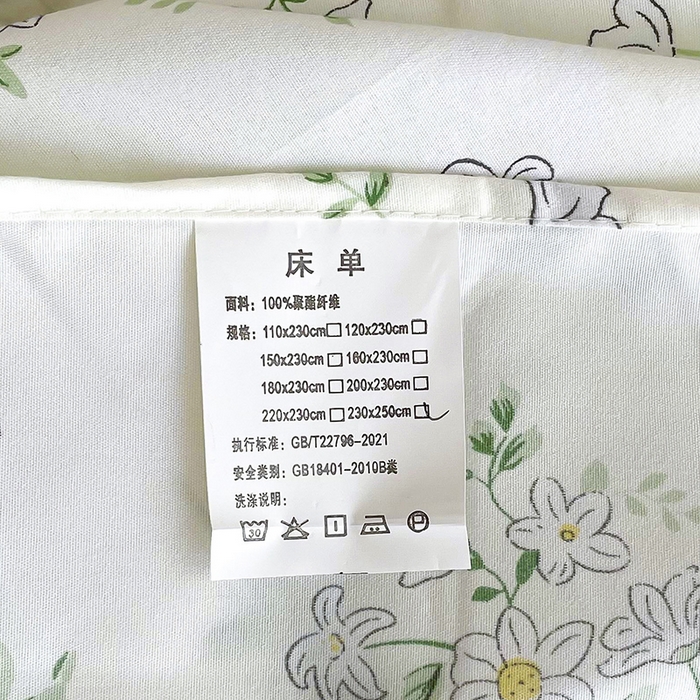 床单
面料：100%聚酯纤维
规格：110x230cm□ 120x230cm□
150x230cm□ 160x230cm□
180x230cm□ 200x230cm□
220x230cm□ 230x250cm☑
执行标准：GB/T22796-2021
安全类别：GB18401-2010B类
洗涤说明：
30 P